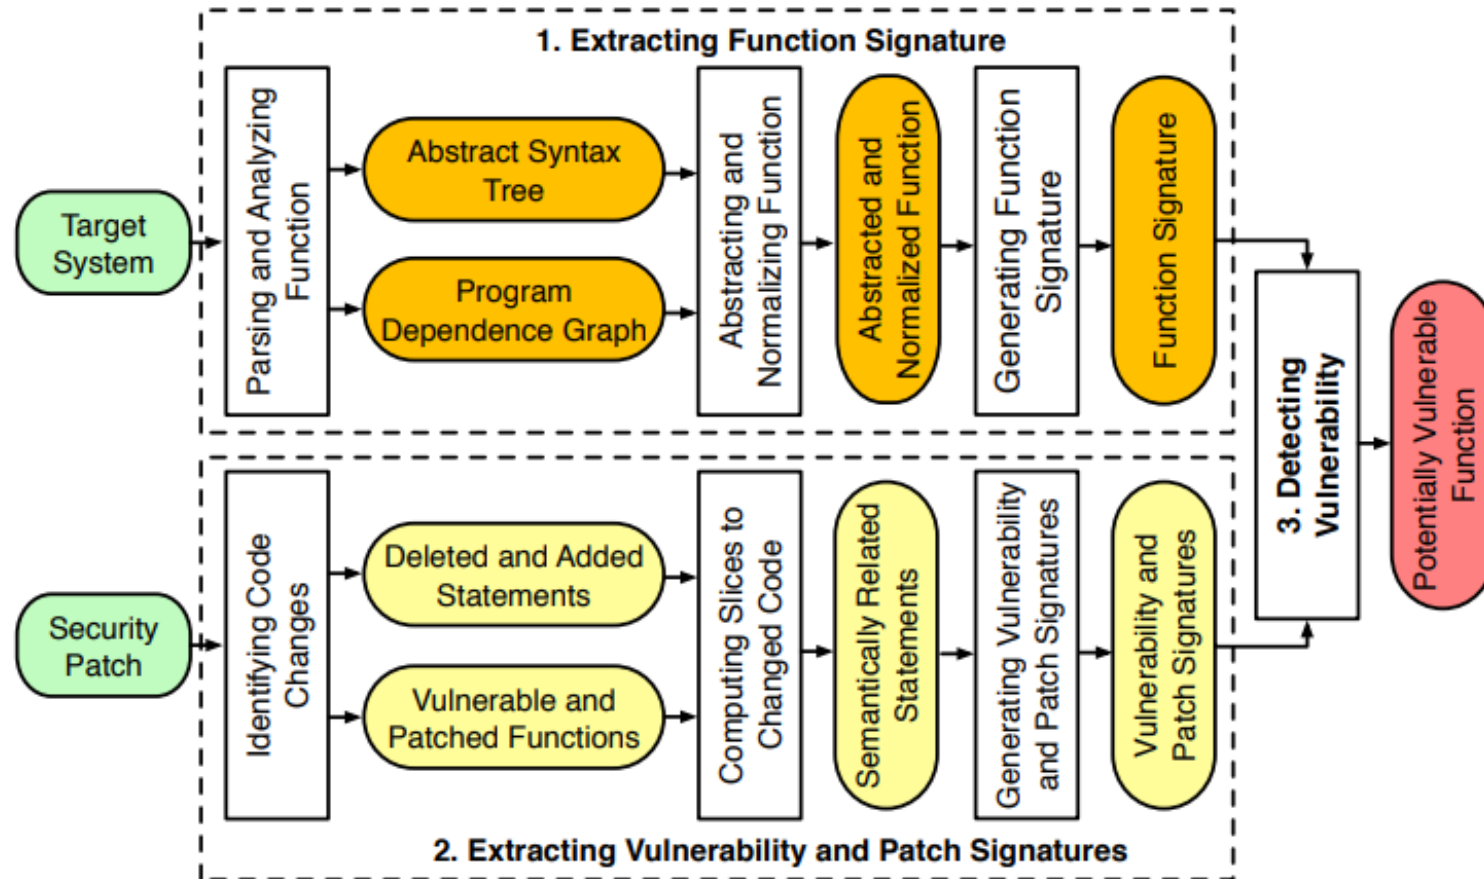 1. Extracting Function Signature
Target
System
Parsing and Analyzing
Function
Abstract Syntax
Tree
Program
Dependence Graph
Abstracting and
Normalizing Function
Abstracted and
Normalized Function
Generating Function
Signature
Function Signature
Security
Patch
Identifying Code
Changes
Deleted and Added
Statements
Vulnerable and
Patched Functions
Computing Slices to
Changed Code
Semantically Related
Statements
Generating Vulnerability
and Patch Signatures
Vulnerability and
Patch Signatures
2. Extracting Vulnerability and Patch Signatures
3. Detecting
Vulnerability
Potentially Vulnerable
Function